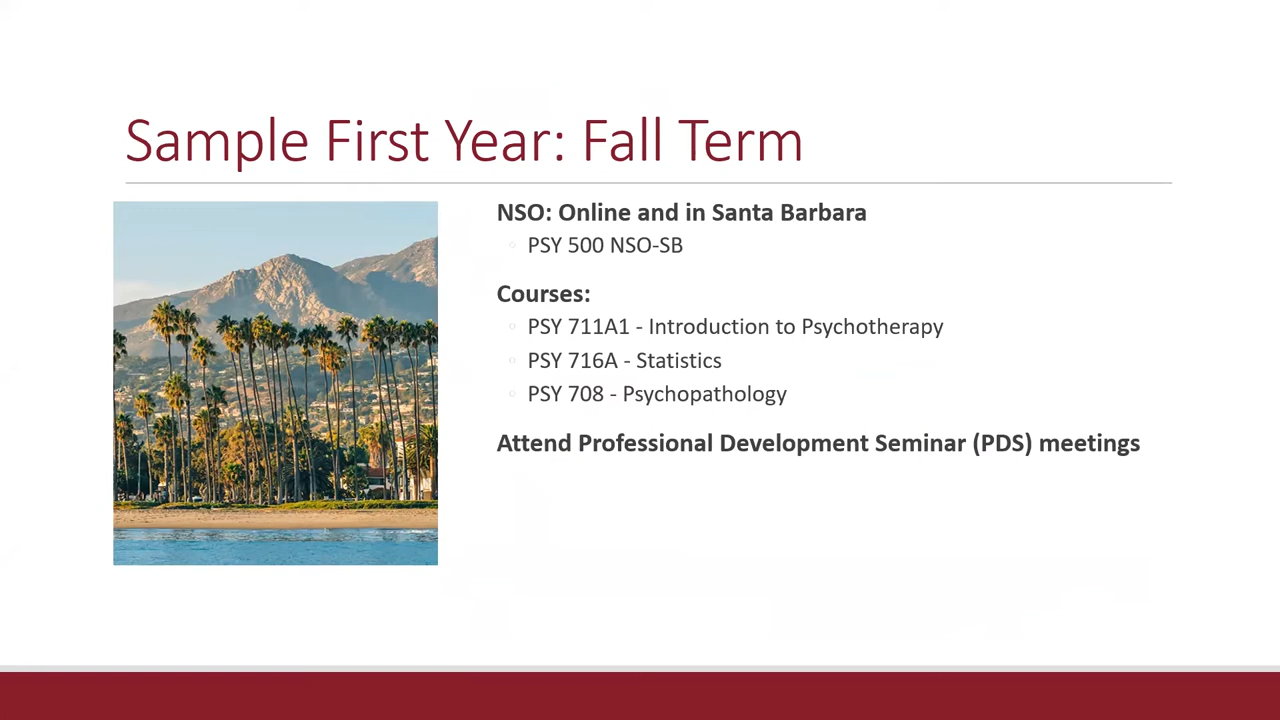 Sample First Year: Fall Term
NSO: Online and in Santa Barbara
PSY 500 NSO-SB
Courses:
PSY 711A1 - Introduction to Psychotherapy
PSY 716A - Statistics
PSY 708 - Psychopathology
Attend Professional Development Seminar (PDS) meetings